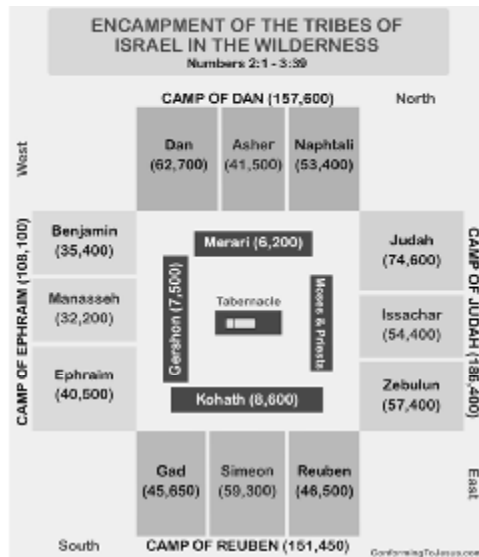 ENCAMPMENT OF THE TRIBES OF
ISRAEL IN THE WILDERNESS
Numbers 2:1 - 3:39
CAMP OF DAN (157,600)
North
West
Dan
(62,700)
Asher
(41,500)
Naphtali
(53,400)
CAMP OF EPHRAIM (108,100)
Benjamin
(35,400)
Manasseh
(32,200)
Ephraim
(40,500)
Merari (6,200)
Gershon (7,500)
Tabernacle
Moses & Priests
Kohath (8,600)
Judah
(74,600)
Issachar
(54,400)
Zebulun
(57,400)
CAMP OF JUDAH (186,400)
Gad
(45,650)
Simeon
(59,300)
Reuben
(46,500)
East
South
CAMP OF REUBEN (151,450)
ConformingToJesus.com